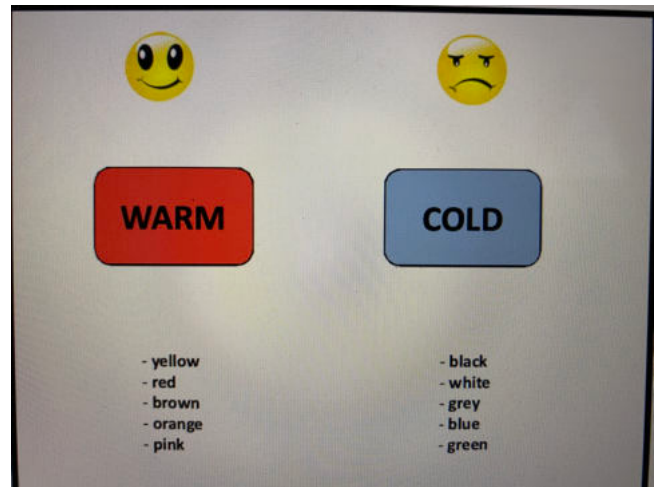 WARM
COLD
- yellow
- red
- brown
- orange
- pink
- black
- white
- grey
- blue
- green